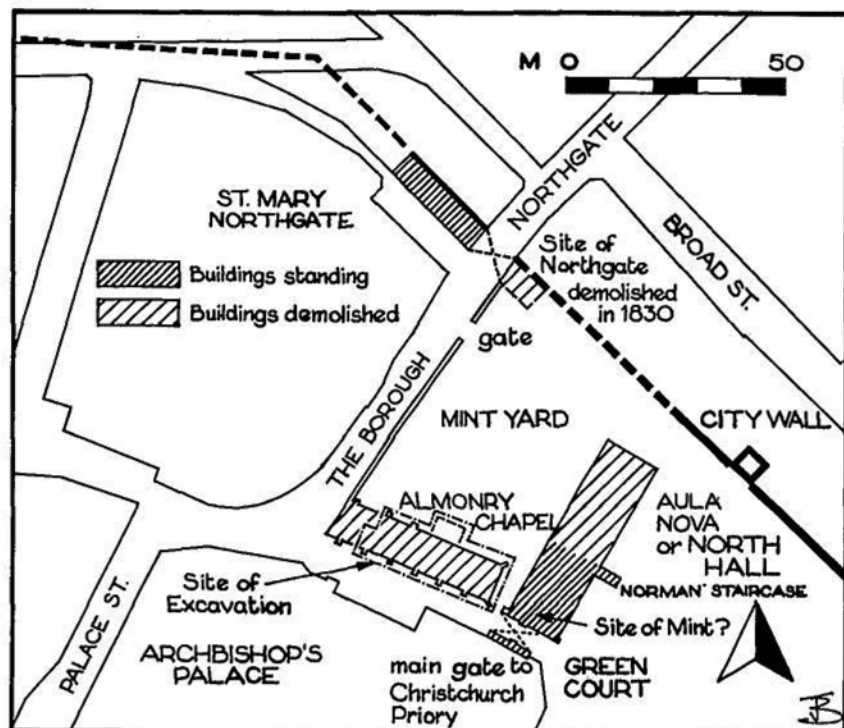 M 0 50
NORTHGATE
ST. MARY
NORTHGATE
BROAD ST.
Site of
Northgate
demolished
in 1830
Buildings standing
Buildings demolished
gate
THE BOROUGH
MINT YARD
CITY WALL
ALMONRY
CHAPEL
AULA
NOVA
or NORTH
HALL
NORMAN' STAIRCASE
Site of
Excavation
Site of Mint?
PALACE ST.
ARCHBISHOP'S
PALACE
main gate to
Christchurch
Priory
GREEN
COURT